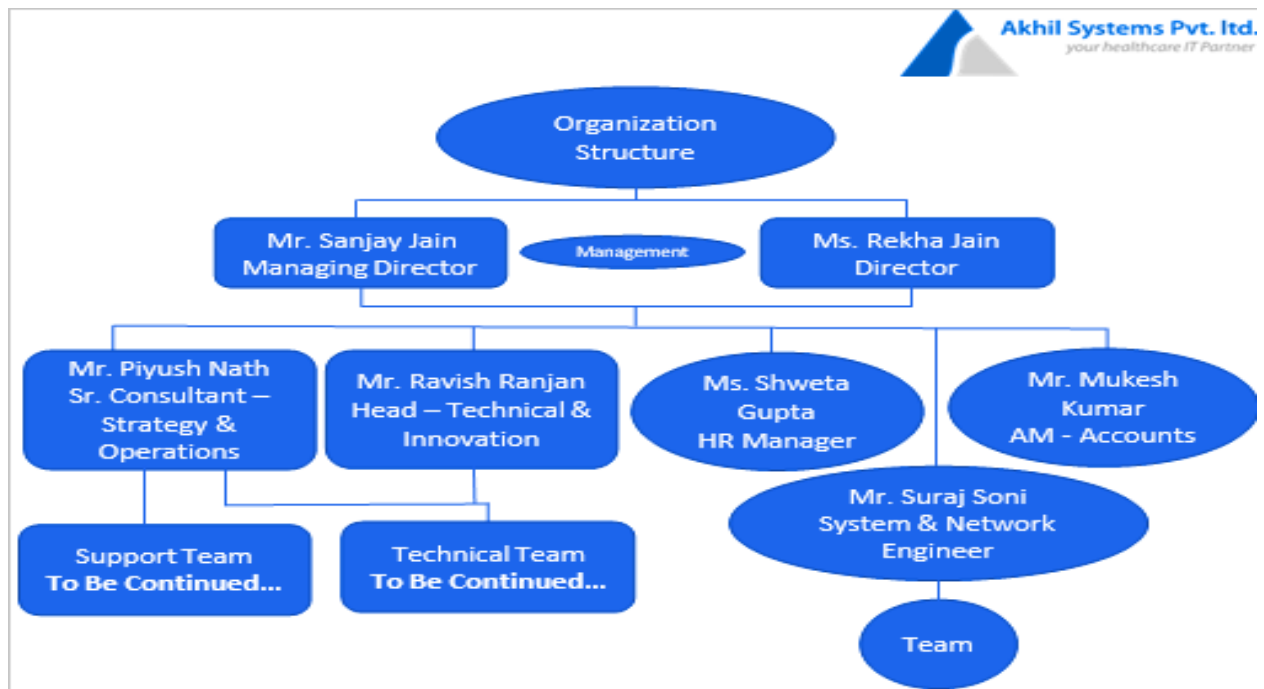 Akhil Systems Pvt. ltd.
your healthcare IT Partner
Organization
Structure
Mr. Sanjay Jain
Managing Director
Management
Ms. Rekha Jain
Director
Mr. Piyush Nath
Sr. Consultant –
Strategy &
Operations
Mr. Ravish Ranjan
Head – Technical &
Innovation
Ms. Shweta
Gupta
HR Manager
Mr. Mukesh
Kumar
AM - Accounts
Mr. Suraj Soni
System & Network
Engineer
Support Team
To Be Continued...
Technical Team
To Be Continued...
Team